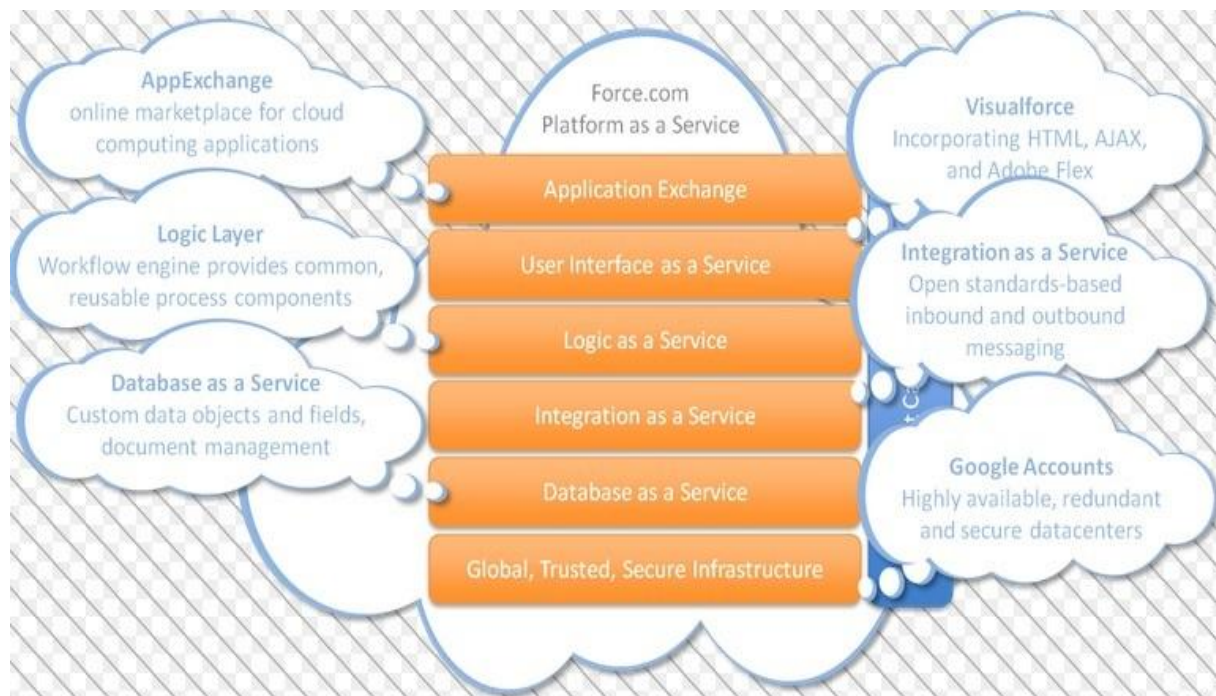 AppExchange
online marketplace for cloud
computing applications
Logic Layer
Workflow engine provides common,
reusable process components
Database as a Service
Custom data objects and fields,
document management
Force.com
Platform as a Service
Application Exchange
User Interface as a Service
Logic as a Service
Integration as a Service
Database as a Service
Global, Trusted, Secure Infrastructure
Visualforce
Incorporating HTML, AJAX,
and Adobe Flex
Integration as a Service
Open standards-based
inbound and outbound
messaging
Google Accounts
Highly available, redundant
and secure datacenters